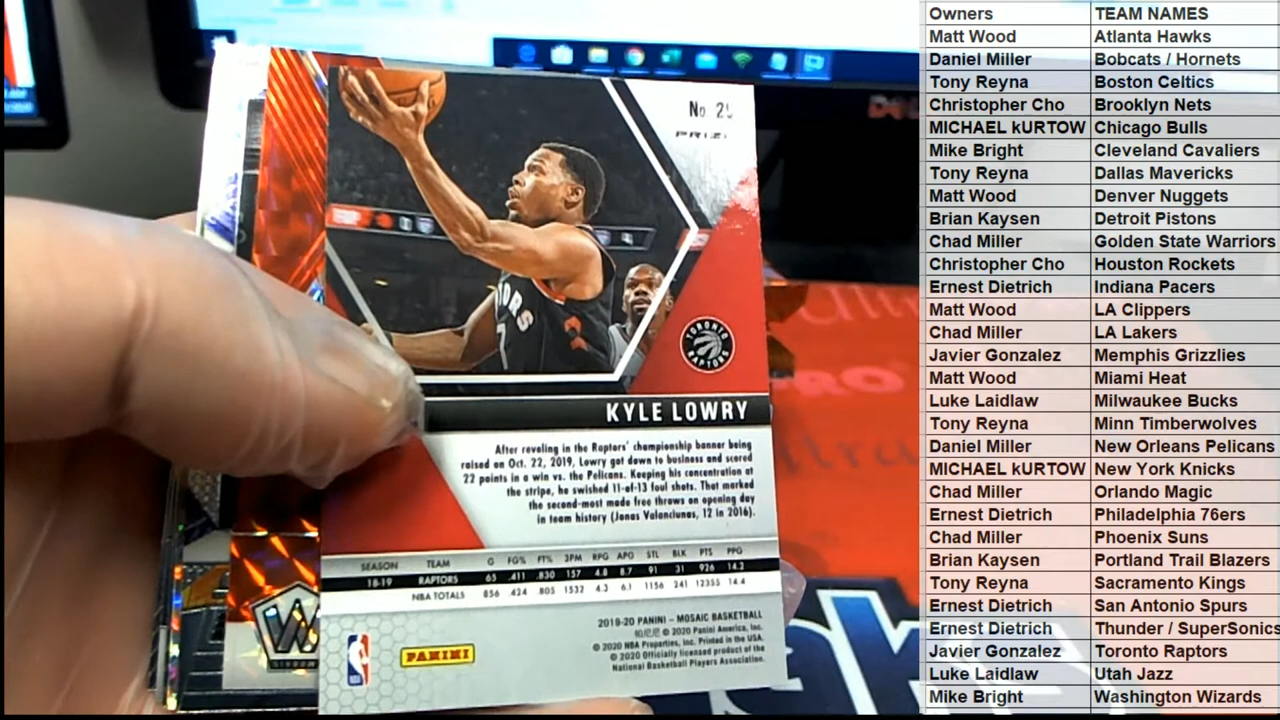 No 2
PRIZ
ORS
7
TORONTO
RAPTORS
KYLE LOWRY
After reveling in the Raptors' championship banner being
raised on Oct. 22, 2019, Lowry got down to business and scored
22 points in a win vs. the Pelicans. Keeping his concentration at
the stripe, he swished 11-of-13 foul shots. That marked
the second-most made free throws on opening day
in team history (Jonas Valanciunas, 12 in 2016).
SEASON TEAM G FG% FT% 3PM RPG APG STL BLK PTS PPG
18-19 RAPTORS 65 .411 .830 157 4.8 8.7 91 31 926 14.2
NBA TOTALS 856 .424 .805 1532 4.3 6.1 1156 241 12355 14.4
2019-20 PANINI – MOSAIC BASKETBALL
帕尼尼 © 2020 Panini America, Inc.
© 2020 NBA Properties, Inc. Printed in the USA.
© 2020 Officially licensed product of the
National Basketball Players Association.
NBA
PANINI
PRO
Owners TEAM NAMES
Matt Wood Atlanta Hawks
Daniel Miller Bobcats / Hornets
Tony Reyna Boston Celtics
Christopher Cho Brooklyn Nets
MICHAEL kURTOW Chicago Bulls
Mike Bright Cleveland Cavaliers
Tony Reyna Dallas Mavericks
Matt Wood Denver Nuggets
Brian Kaysen Detroit Pistons
Chad Miller Golden State Warriors
Christopher Cho Houston Rockets
Ernest Dietrich Indiana Pacers
Matt Wood LA Clippers
Chad Miller LA Lakers
Javier Gonzalez Memphis Grizzlies
Matt Wood Miami Heat
Luke Laidlaw Milwaukee Bucks
Tony Reyna Minn Timberwolves
Daniel Miller New Orleans Pelicans
MICHAEL kURTOW New York Knicks
Chad Miller Orlando Magic
Ernest Dietrich Philadelphia 76ers
Chad Miller Phoenix Suns
Brian Kaysen Portland Trail Blazers
Tony Reyna Sacramento Kings
Ernest Dietrich San Antonio Spurs
Ernest Dietrich Thunder / SuperSonics
Javier Gonzalez Toronto Raptors
Luke Laidlaw Utah Jazz
Mike Bright Washington Wizards